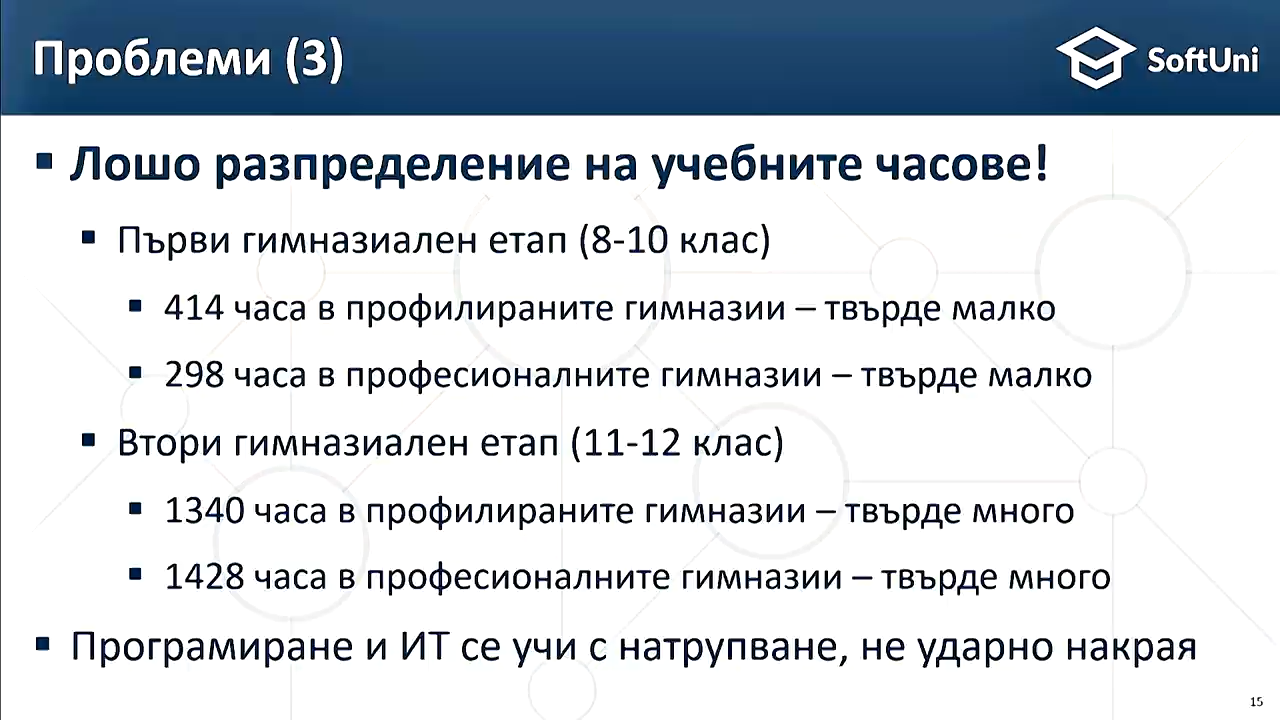 Проблеми (3)
SoftUni
▪ Лошо разпределение на учебните часове!
▪ Първи гимназиален етап (8-10 клас)
▪ 414 часа в профилираните гимназии – твърде малко
▪ 298 часа в професионалните гимназии – твърде малко
▪ Втори гимназиален етап (11-12 клас)
▪ 1340 часа в профилираните гимназии – твърде много
▪ 1428 часа в професионалните гимназии – твърде много
▪ Програмиране и ИТ се учи с натрупване, не ударно накрая
15